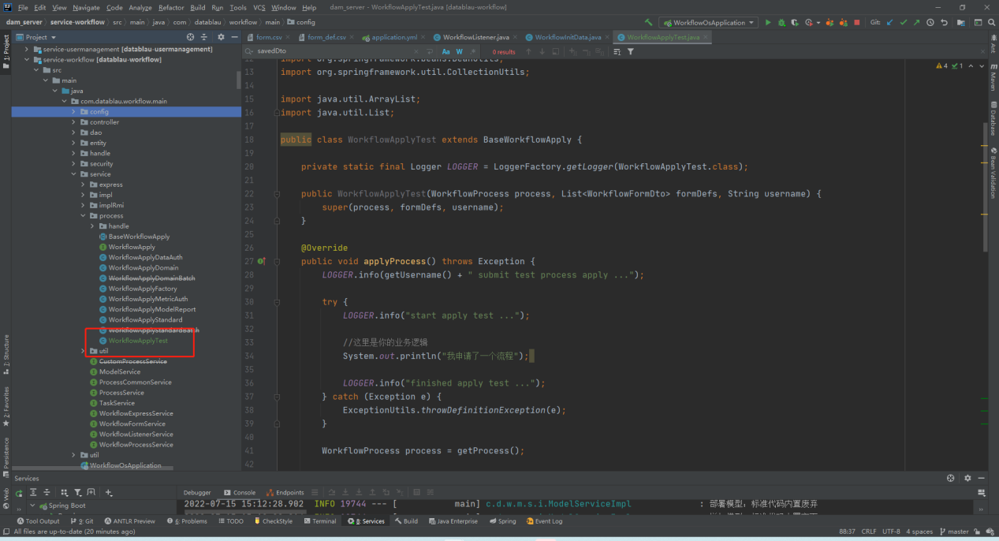 File Edit View Navigate Code Analyze Refactor Build Run Tools VCS Window Help dam_server - WorkflowApplyTest.java [datablau-workflow]
dam_server service-workflow src main java com datablau workflow main config
WorkflowOsApplication Git:
Project
form.csv form_def.csv application.yml WorkflowListener.java WorkflowInitData.java WorkflowApplyTest.java
savedDto Aa W 0 results
service-usermanagement [datablau-usermanagement]
service-workflow [datablau-workflow]
src
main
java
com.datablau.workflow.main
config
controller
dao
entity
handle
security
service
express
impl
implRmi
process
handle
BaseWorkflowApply
WorkflowApply
WorkflowApplyDataAuth
WorkflowApplyDomain
WorkflowApplyDomainBatch
WorkflowApplyFactory
WorkflowApplyMetricAuth
WorkflowApplyModelReport
WorkflowApplyStandard
WorkflowApplyStandardBatch
WorkflowApplyTest
util
CustomProcessService
ModelService
ProcessCommonService
ProcessService
TaskService
WorkflowExpressService
WorkflowFormService
WorkflowListenerService
WorkflowProcessService
util
WorkflowOsApplication
12 import org.springframework.beans.BeanUtils;
13 import org.springframework.util.CollectionUtils;
14
15 import java.util.ArrayList;
16 import java.util.List;
17
18 public class WorkflowApplyTest extends BaseWorkflowApply {
19
20 private static final Logger LOGGER = LoggerFactory.getLogger(WorkflowApplyTest.class);
21
22 public WorkflowApplyTest(WorkflowProcess process, List<WorkflowFormDto> formDefs, String username) {
23 super(process, formDefs, username);
24 }
25
26 @Override
27 public void applyProcess() throws Exception {
28 LOGGER.info(getUsername() + " submit test process apply ...");
29
30 try {
31 LOGGER.info("start apply test ...");
32
33 //这里是你的业务逻辑
34 System.out.println("我申请了一个流程");
35
36 LOGGER.info("finished apply test ...");
37 } catch (Exception e) {
38 ExceptionUtils.throwDefinitionException(e);
39 }
40
41 WorkflowProcess process = getProcess();
42
4 1
1: Project
Z: Structure
2: Favorites
Persistence
Web
Ant
Maven
Database
Bean Validation
Services
Debugger Console Endpoints
Spring Boot
2022-07-15 15:12:28.902 INFO 19744 --- [ main] c.d.w.m.s.i.ModelServiceImpl : 部署模型: 标准代码内置废弃
Tool Output 9: Git ANTLR Preview 6: Problems TODO CheckStyle Terminal 8: Services Build Java Enterprise Spring Event Log
All files are up-to-date (20 minutes ago) 88:37 CRLF UTF-8 4 spaces master